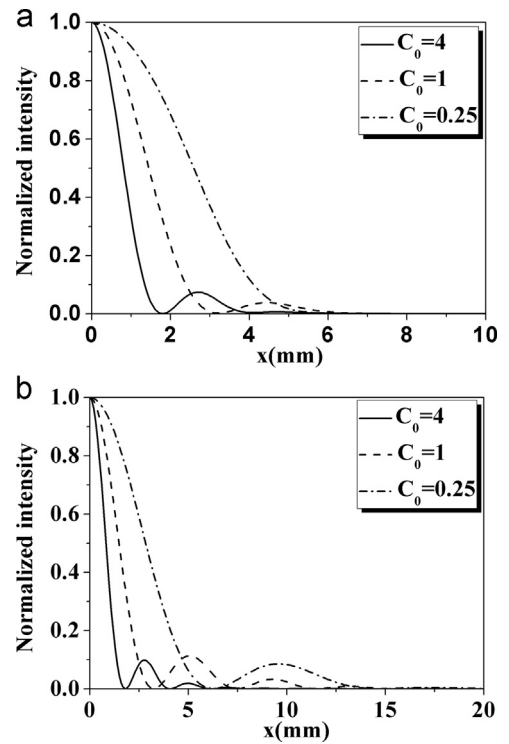 a
1.0
0.8
0.6
0.4
0.2
0.0
Normalized intensity
C₀=4
C₀=1
C₀=0.25
0 2 4 6 8 10
x(mm)
b
1.0
0.8
0.6
0.4
0.2
0.0
Normalized intensity
C₀=4
C₀=1
C₀=0.25
0 5 10 15 20
x(mm)